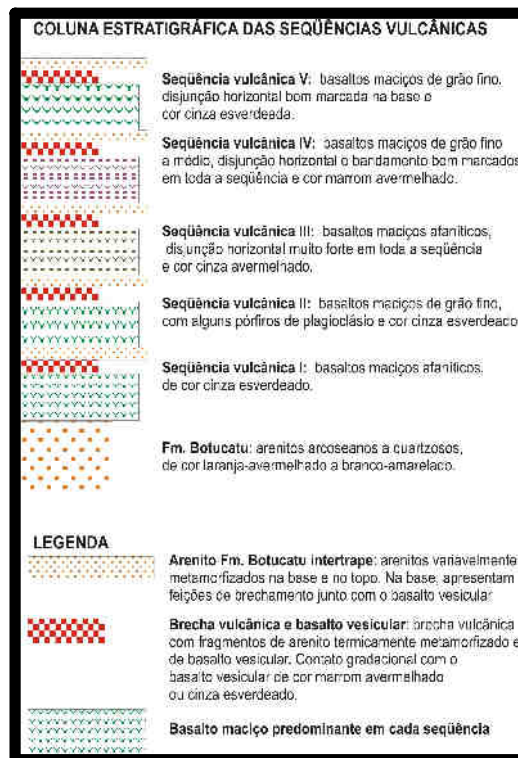 COLUNA ESTRATIGRÁFICA DAS SEQÜÊNCIAS VULCÂNICAS
Seqüência vulcânica V: basaltos maciços de grão fino,
disjunção horizontal bem marcada na base e
cor cinza esverdeada.
Seqüência vulcânica IV: basaltos maciços de grão fino
a médio, disjunção horizontal e bandamento bem marcados
em toda a seqüência e cor marrom avermelhado.
Seqüência vulcânica III: basaltos maciços afaníticos,
disjunção horizontal muito forte em toda a seqüência
e cor cinza avermelhado.
Seqüência vulcânica II: basaltos maciços de grão fino,
com alguns pórfiros de plagioclásio e cor cinza esverdeado
Seqüência vulcânica I: basaltos maciços afaníticos,
de cor cinza esverdeado.
Fm. Botucatu: arenitos arcoseanos a quartzosos,
de cor laranja-avermelhado a branco-amarelado.
LEGENDA
Arenito Fm. Botucatu intertrape: arenitos variavelmente
metamorfizados na base e no topo. Na base, apresentam
feições de brechamento junto com o basalto vesicular
Brecha vulcânica e basalto vesicular: brecha vulcânica
com fragmentos de arenito termicamente metamorfizado e
de basalto vesicular. Contato gradacional com o
basalto vesicular de cor marrom avermelhado
ou cinza esverdeado.
Basalto maciço predominante em cada seqüência